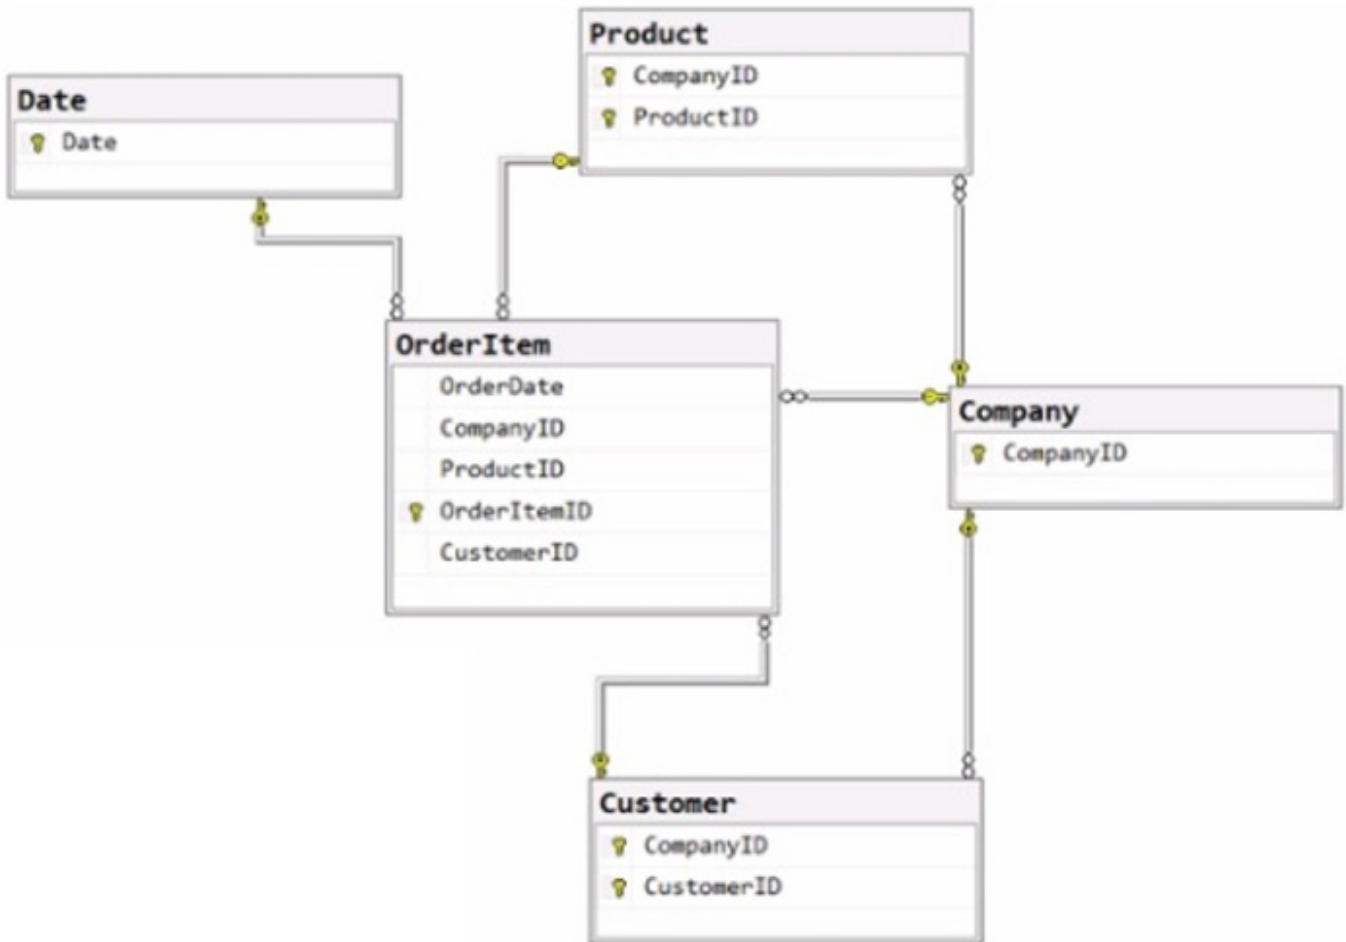 Product
CompanyID
ProductID
Date
Date
OrderItem
OrderDate
CompanyID
ProductID
OrderItemID
CustomerID
Company
CompanyID
Customer
CompanyID
CustomerID